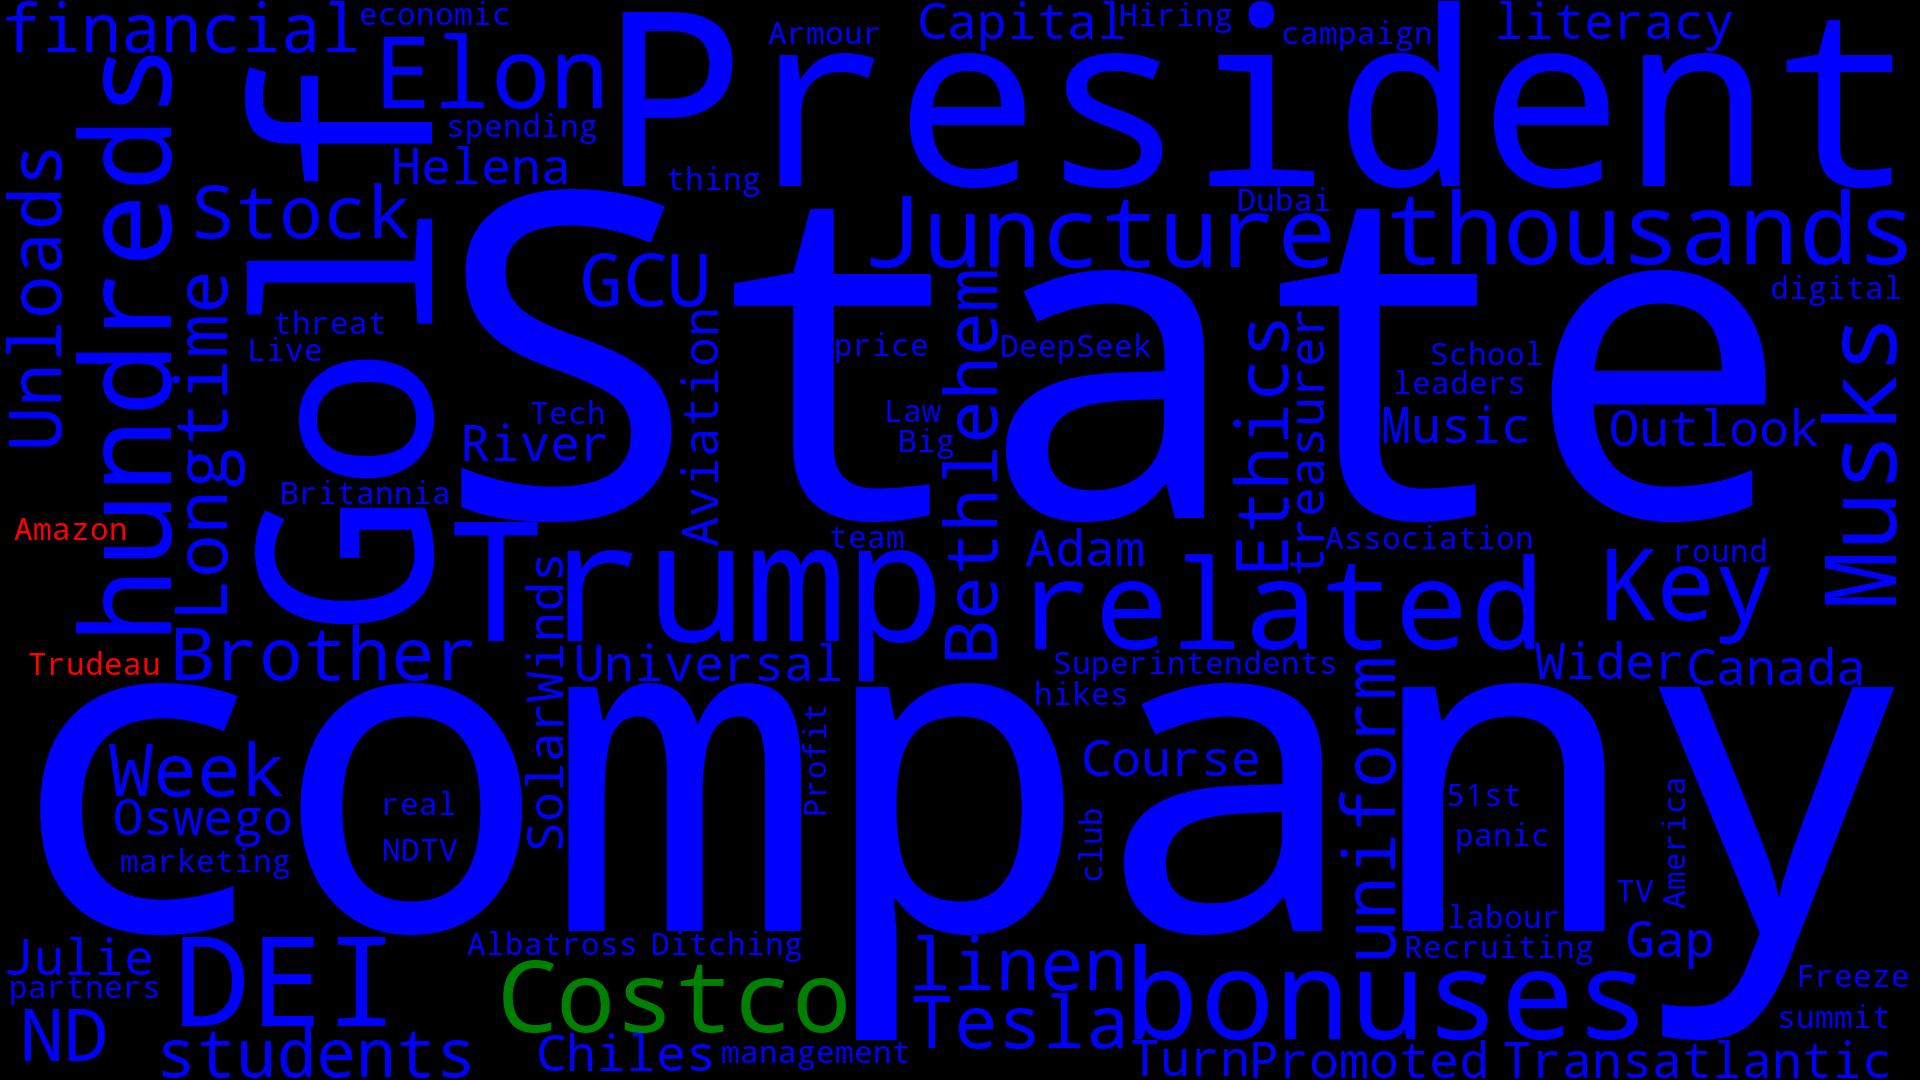 financial
economic
Elon
spending
Helena
President
Armour
Capital
Hiring
campaign
literacy
thing
Dubai
Juncture
thousands
Unloads
hundreds
Golf
Stock
Longtime
threat
Live
State
GCU
Aviation
price
DeepSeek
Bethlehem
Ethics
treasurer
School
leaders
Music
Outlook
digital
Musks
Tech
River
Law
Big
Britannia
Amazon
Trump
team
Adam
related
Association
Key
round
Trudeau
Brother
SolarWinds
Universal
Superintendents
hikes
Wider
Canada
company
Week
Oswego
marketing
real
NDTV
Profit
club
Course
uniform
51st
panic
America
TV
labour
Recruiting
Gap
Julie
partners
DEI
Albatross
Ditching
Costco
linen
Tesla
bonuses
Freeze
summit
ND
students
Chiles
management
Turn
Promoted
Transatlantic